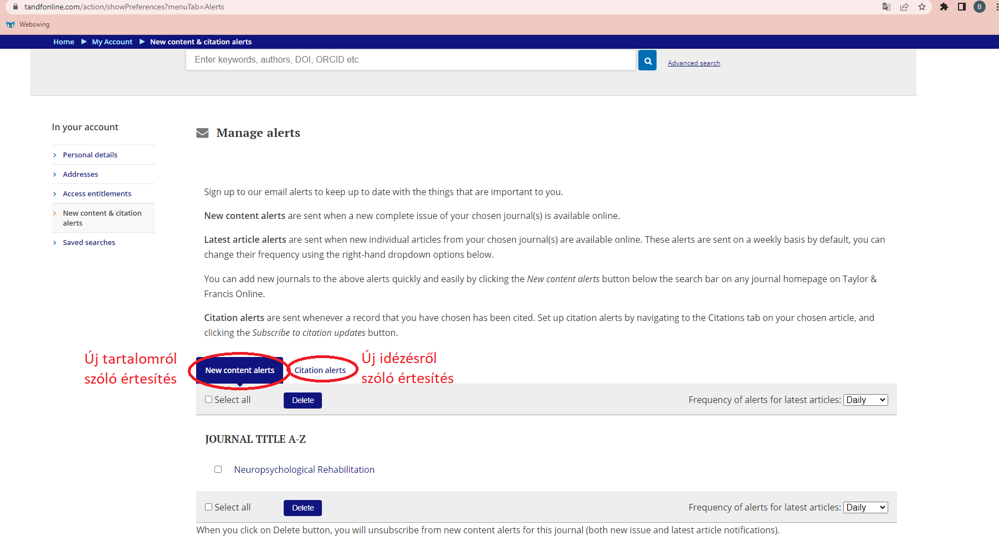 tandfonline.com/action/showPreferences?menuTab=Alerts
B
Webswing
Home My Account New content & citation alerts
Enter keywords, authors, DOI, ORCID etc
Advanced search
In your account
Personal details
Addresses
Access entitlements
New content & citation
alerts
Saved searches
Manage alerts
Sign up to our email alerts to keep up to date with the things that are important to you.
New content alerts are sent when a new complete issue of your chosen journal(s) is available online.
Latest article alerts are sent when new individual articles from your chosen journal(s) are available online. These alerts are sent on a weekly basis by default, you can
change their frequency using the right-hand dropdown options below.
You can add new journals to the above alerts quickly and easily by clicking the New content alerts button below the search bar on any journal homepage on Taylor &
Francis Online.
Citation alerts are sent whenever a record that you have chosen has been cited. Set up citation alerts by navigating to the Citations tab on your chosen article, and
clicking the Subscribe to citation updates button.
Új tartalomról
szóló értesítés
New content alerts
Citation alerts
Új idézésről
szóló értesítés
Select all Delete Frequency of alerts for latest articles: Daily
JOURNAL TITLE A-Z
Neuropsychological Rehabilitation
Select all Delete Frequency of alerts for latest articles: Daily
When you click on Delete button, you will unsubscribe from new content alerts for this journal (both new issue and latest article notifications).